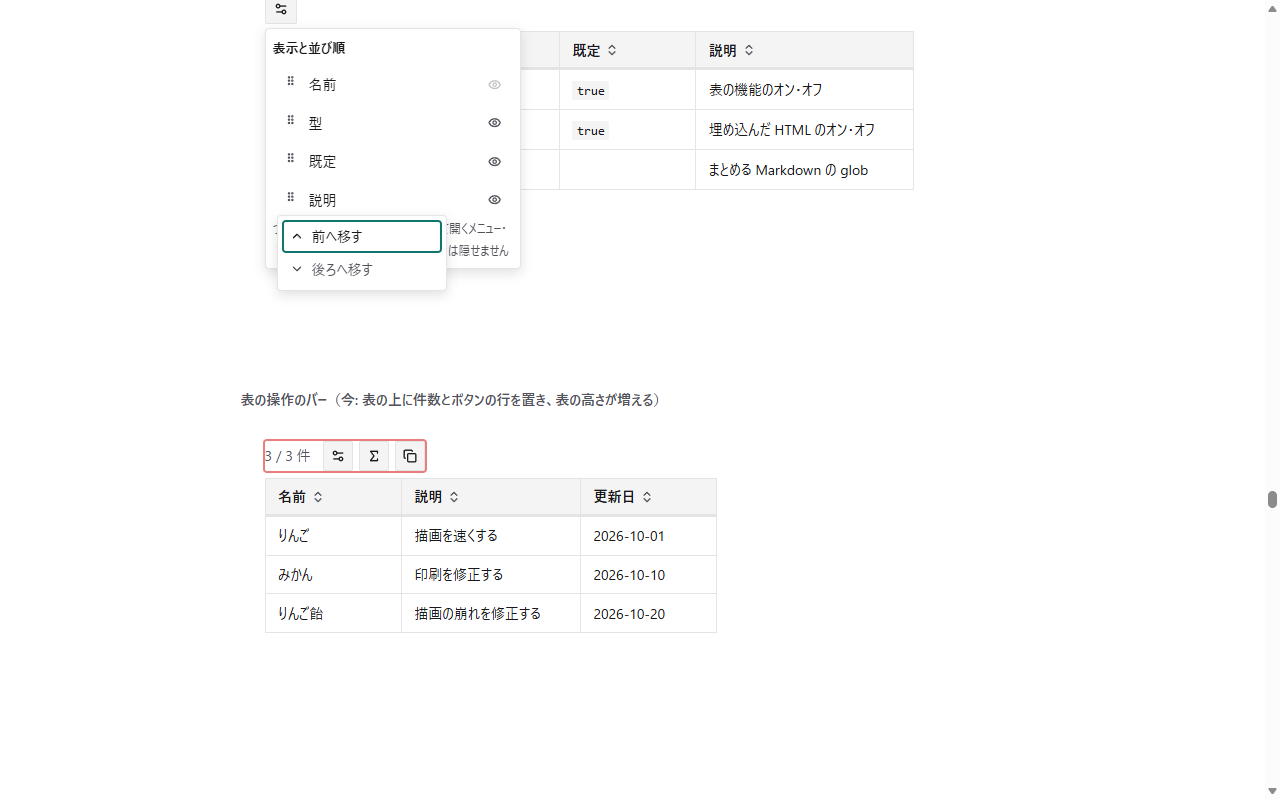 表示と並び順
既定 説明
名前
true 表の機能のオン・オフ
型
true 埋め込んだ HTML のオン・オフ
既定
まとめる Markdown の glob
説明
開くメニュー・
前へ移す
は隠せません
後ろへ移す
表の操作のバー（今: 表の上に件数とボタンの行を置き、表の高さが増える）
3 / 3 件
名前 説明 更新日
りんご 描画を速くする 2026-10-01
みかん 印刷を修正する 2026-10-10
りんご飴 描画の崩れを修正する 2026-10-20